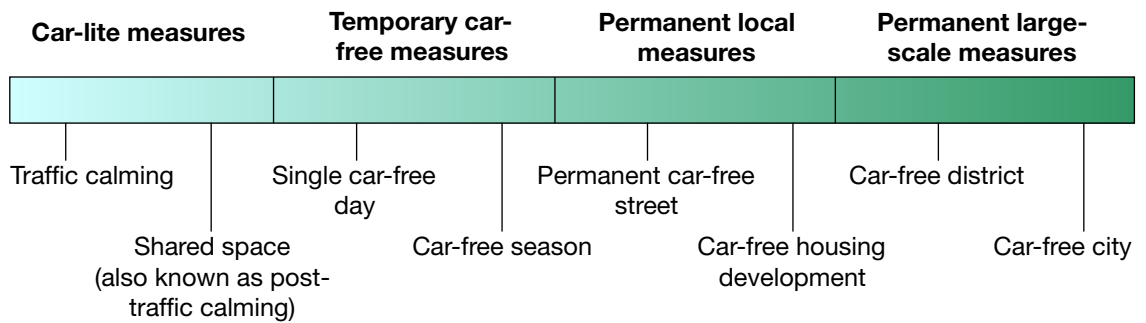 Car-lite measures
Temporary car-
free measures
Permanent local
measures
Permanent large-
scale measures
Traffic calming
Shared space
(also known as post-
traffic calming)
Single car-free
day
Car-free season
Permanent car-free
street
Car-free housing
development
Car-free district
Car-free city